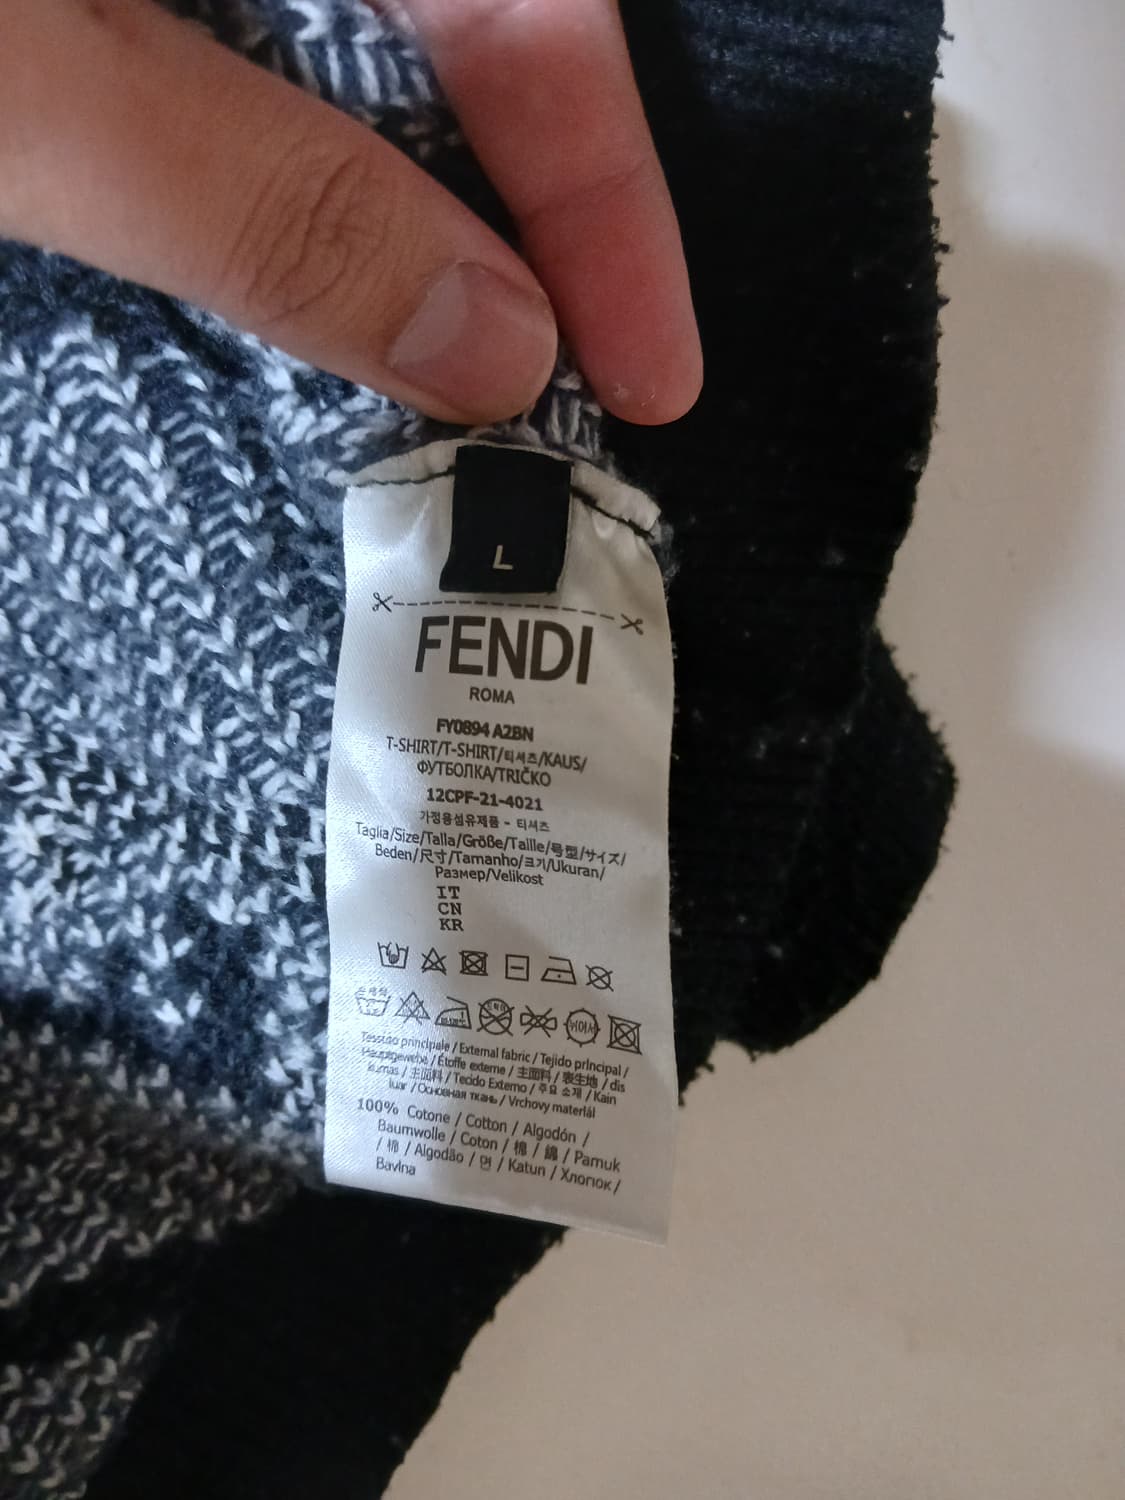 L
FENDI
ROMA
FY0894 A2BN
T-SHIRT/T-SHIRT/티셔츠/KAUS/
ФУТБОЛКА/TRIČKO
12CPF-21-4021
가정용섬유제품 - 티셔츠
Taglia/Size/Talla/Größe/Taille/号型/サイズ/
Beden/尺寸/Tamanho/크기/Ukuran/
Размер/Velikost
IT
CN
KR
Tessuto principale / External fabric / Tejido principal /
Hauptgewebe / Étoffe externe / 主面料 / 表生地 / dis
kumas / 主面料 / Tecido Externo / 주요 소재 / Kain
luar / Основная ткань / Vrchovy materiál
100% Cotone / Cotton / Algodón /
Baumwolle / Coton / 棉 / 綿 / Pamuk
/ 棉 / Algodão / 면 / Katun / Хлопок /
Bavlna